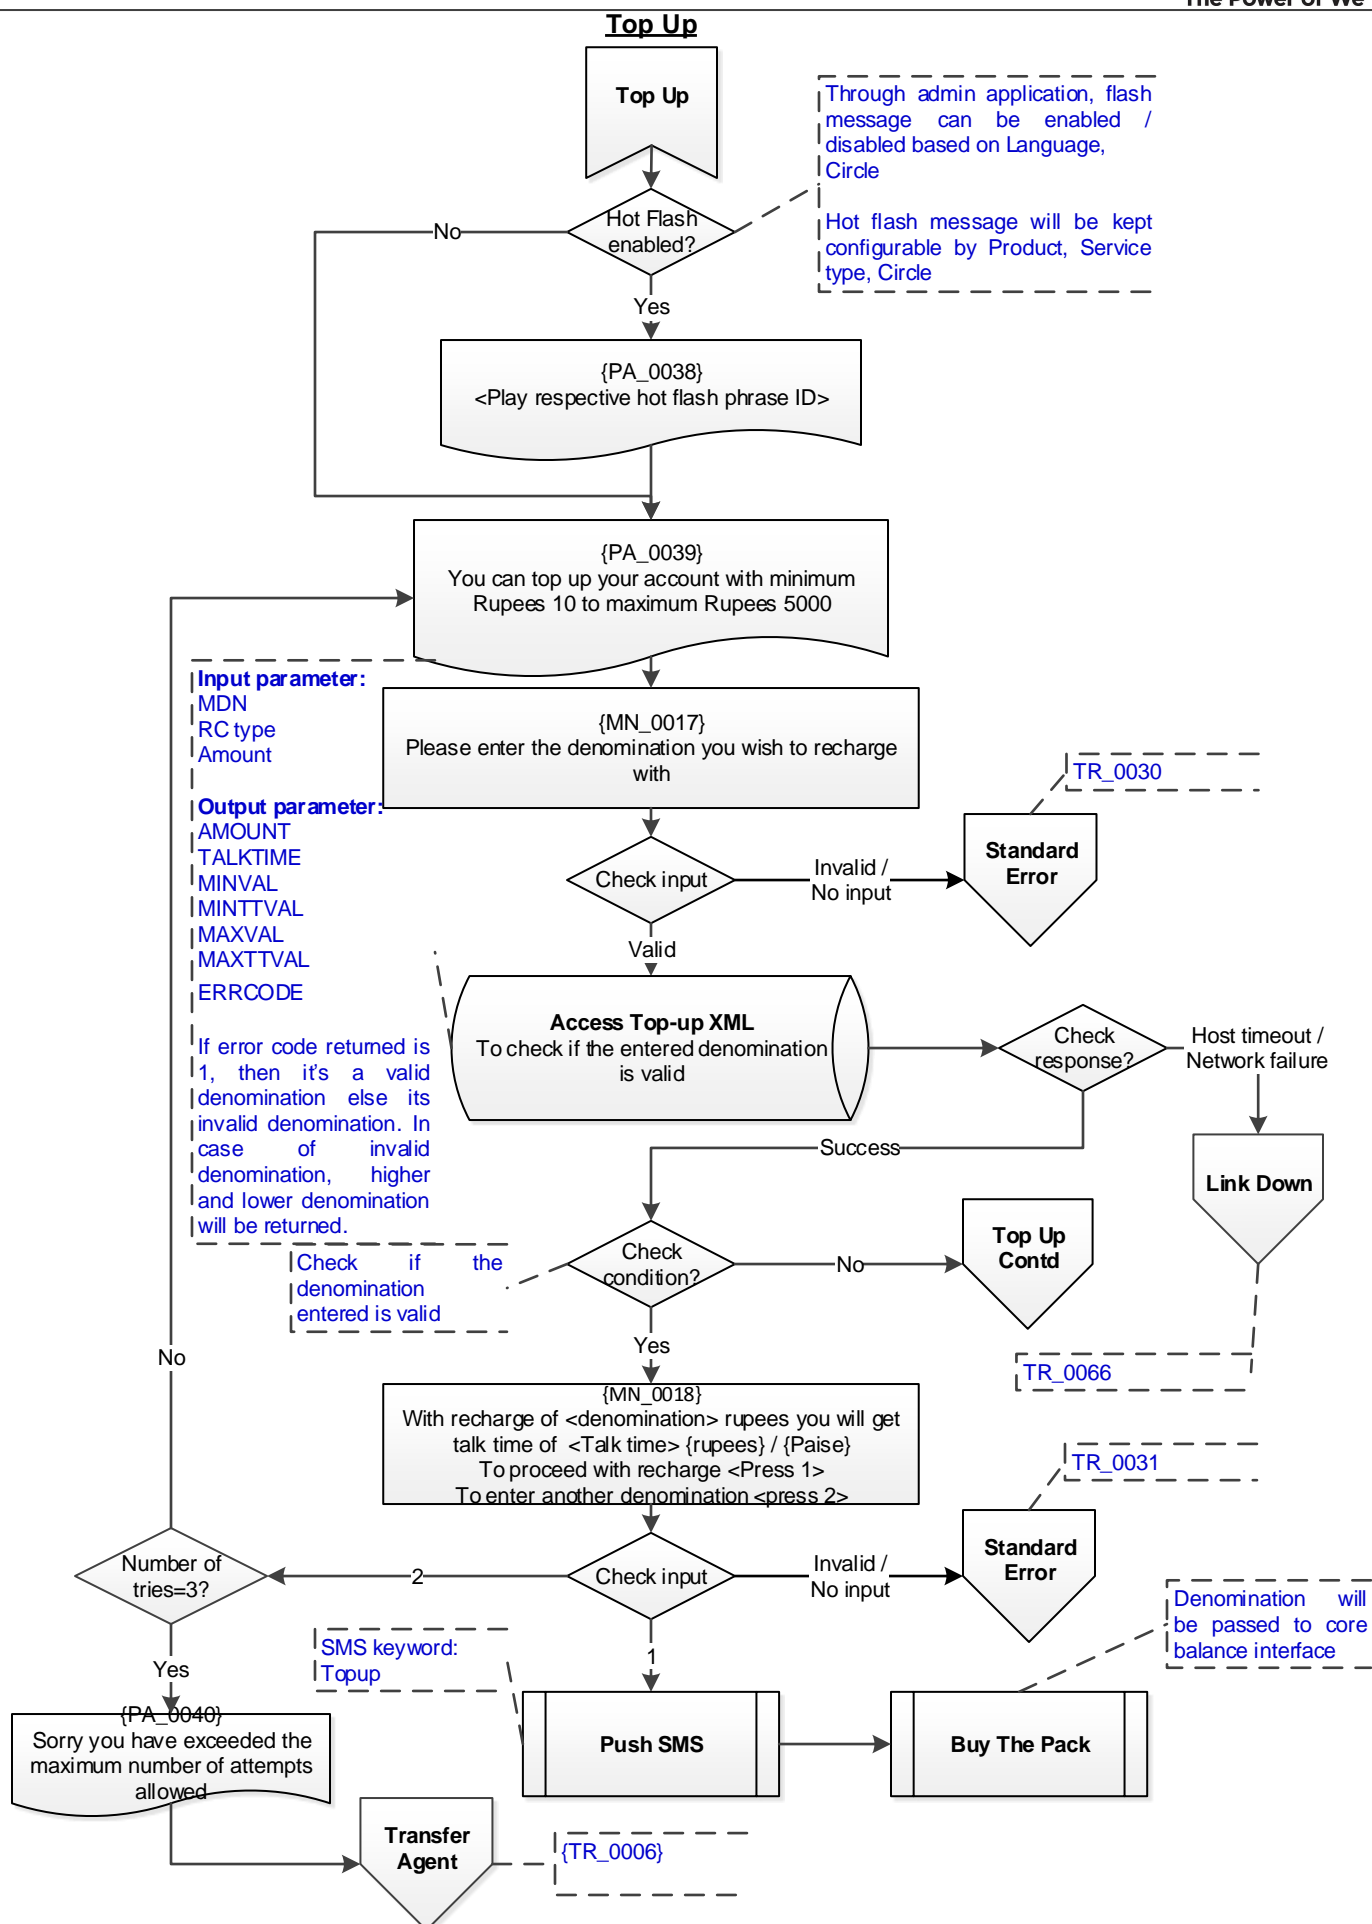 The Power Of We
Top Up
Top Up
Through admin application, flash
message can be enabled /
disabled based on Language,
Circle
Hot flash message will be kept
configurable by Product, Service
type, Circle
Hot Flash
enabled?
No
Yes
{PA_0038}
<Play respective hot flash phrase ID>
{PA_0039}
You can top up your account with minimum
Rupees 10 to maximum Rupees 5000
Input parameter:
MDN
RC type
Amount
Output parameter:
AMOUNT
TALKTIME
MINVAL
MINTTVAL
MAXVAL
MAXTTVAL
ERRCODE
If error code returned is
1, then it's a valid
denomination else its
invalid denomination. In
case of invalid
denomination, higher
and lower denomination
will be returned.
{MN_0017}
Please enter the denomination you wish to recharge
with
TR_0030
Standard
Error
Check input
Invalid /
No input
Valid
Access Top-up XML
To check if the entered denomination
is valid
Check
response?
Host timeout /
Network failure
Success
Link Down
Check
condition?
No
Top Up
Contd
Check if the
denomination
entered is valid
Yes
TR_0066
No
{MN_0018}
With recharge of <denomination> rupees you will get
talk time of <Talk time> {rupees} / {Paise}
To proceed with recharge <Press 1>
To enter another denomination <press 2>
TR_0031
Standard
Error
Number of
tries=3?
2
Check input
Invalid /
No input
Denomination will
be passed to core
balance interface
SMS keyword:
Topup
1
Yes
Push SMS
Buy The Pack
{PA_0040}
Sorry you have exceeded the
maximum number of attempts
allowed
Transfer
Agent
{TR_0006}